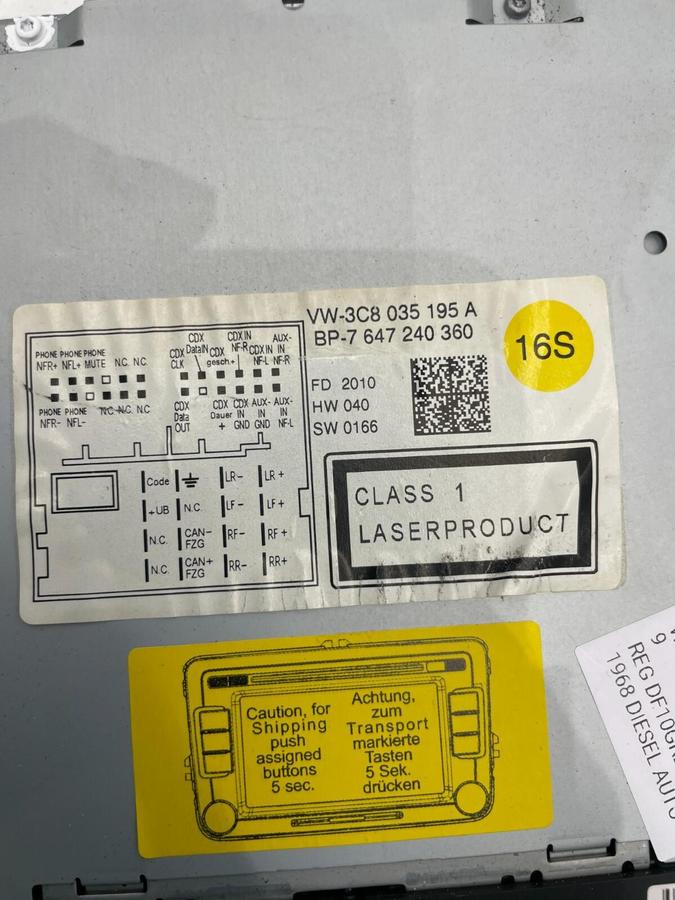 VW-3C8 035 195 A
BP-7 647 240 360
16S
FD 2010
HW 040
SW 0166
CLASS 1
LASERPRODUCT
PHONE PHONE PHONE
NFR+ NFL+ MUTE N.C. N.C.
PHONE PHONE N.C. N.C. N.C.
NFR- NFL-
CDX
CLK
CDX
DataIN
gesch.+
CDX IN
NF-R
CDX IN
NF-L
AUX-
IN
NF-R
CDX
Data
OUT
CDX
Dauer
+
CDX
IN
GND
AUX-
IN
GND
AUX-
IN
NF-L
Code LR- LR+
+UB N.C. LF- LF+
N.C. CAN- FZG RF- RF+
N.C. CAN+ FZG RR- RR+
Caution, for
Shipping
push
assigned
buttons
5 sec.
Achtung,
zum
Transport
markierte
Tasten
5 Sek.
drücken
9
REG DF10G
1968 DIESEL AUTO